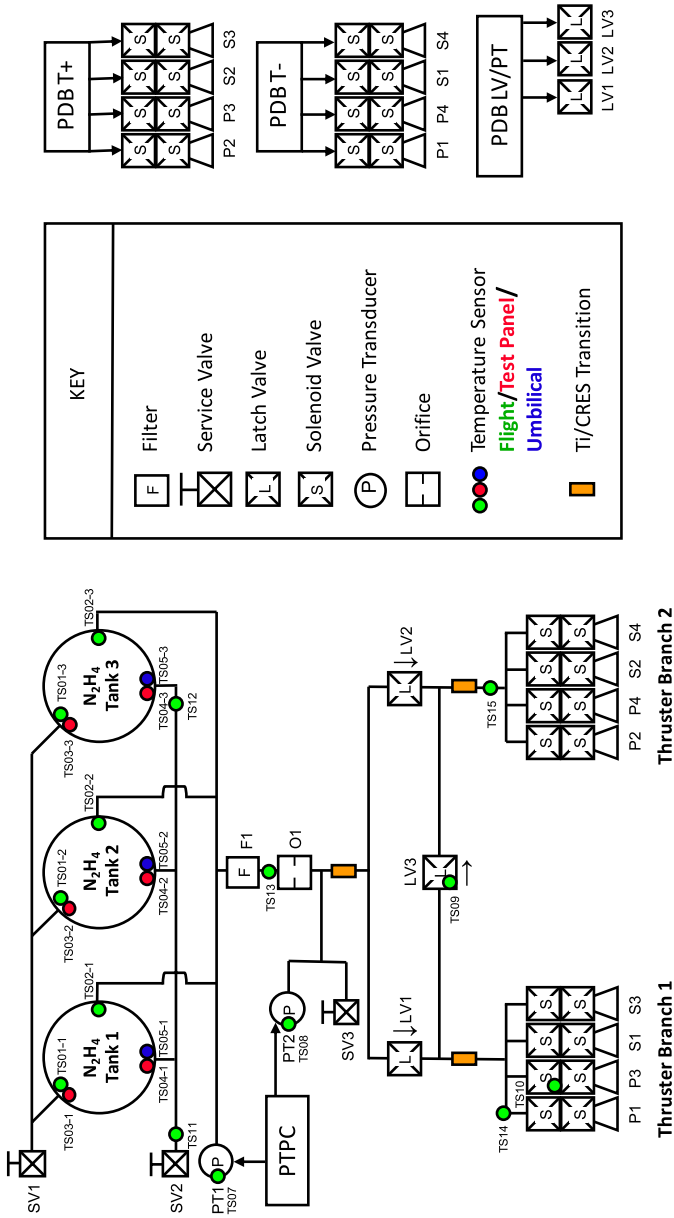 SV1
TS03-1
TS01-1
N2H4
Tank 1
TS02-1
TS04-1
TS05-1
TS03-2
TS01-2
N2H4
Tank 2
TS02-2
TS04-2
TS05-2
TS03-3
TS01-3
N2H4
Tank 3
TS02-3
TS04-3
TS05-3
SV2
TS11
TS12
PT1
TS07
P
PTPC
PT2
TS08
P
SV3
F
F1
TS13
O1
L
LV1
L
LV2
LV3
L
TS09
TS14
TS10
TS15
S
S
S
S
S
S
S
S
P1
P3
S1
S3
Thruster Branch 1
S
S
S
S
S
S
S
S
P2
P4
S2
S4
Thruster Branch 2
KEY
F
Filter
Service Valve
L
Latch Valve
S
Solenoid Valve
P
Pressure Transducer
Orifice
Temperature Sensor
Flight/Test Panel/
Umbilical
Ti/CRES Transition
PDB T+
S
S
S
S
S
S
S
S
P2
P3
S2
S3
PDB T-
S
S
S
S
S
S
S
S
P1
P4
S1
S4
PDB LV/PT
L
L
L
LV1
LV2
LV3